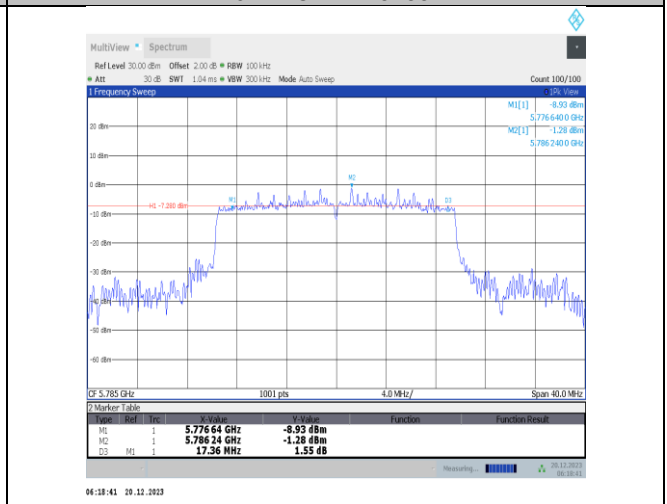 MultiView Spectrum
Ref Level 30.00 dBm Offset 2.00 dB RBW 100 kHz
Att 30 dB SWT 1.04 ms VBW 300 kHz Mode Auto Sweep Count 100/100
1 Frequency Sweep 1Pk View
M1[1] -8.93 dBm
5.776 640 0 GHz
M2[1] -1.28 dBm
5.786 240 0 GHz
20 dBm
10 dBm
0 dBm
M2
M1
D3
H1 -7.280 dBm
-10 dBm
-20 dBm
-30 dBm
-40 dBm
-50 dBm
-60 dBm
CF 5.785 GHz 1001 pts 4.0 MHz/ Span 40.0 MHz
2 Marker Table
Type Ref Trc X-Value Y-Value Function Function Result
M1 1 5.776 64 GHz -8.93 dBm
M2 1 5.786 24 GHz -1.28 dBm
D3 M1 1 17.36 MHz 1.55 dB
Measuring... 20.12.2023
06:18:41
06:18:41 20.12.2023